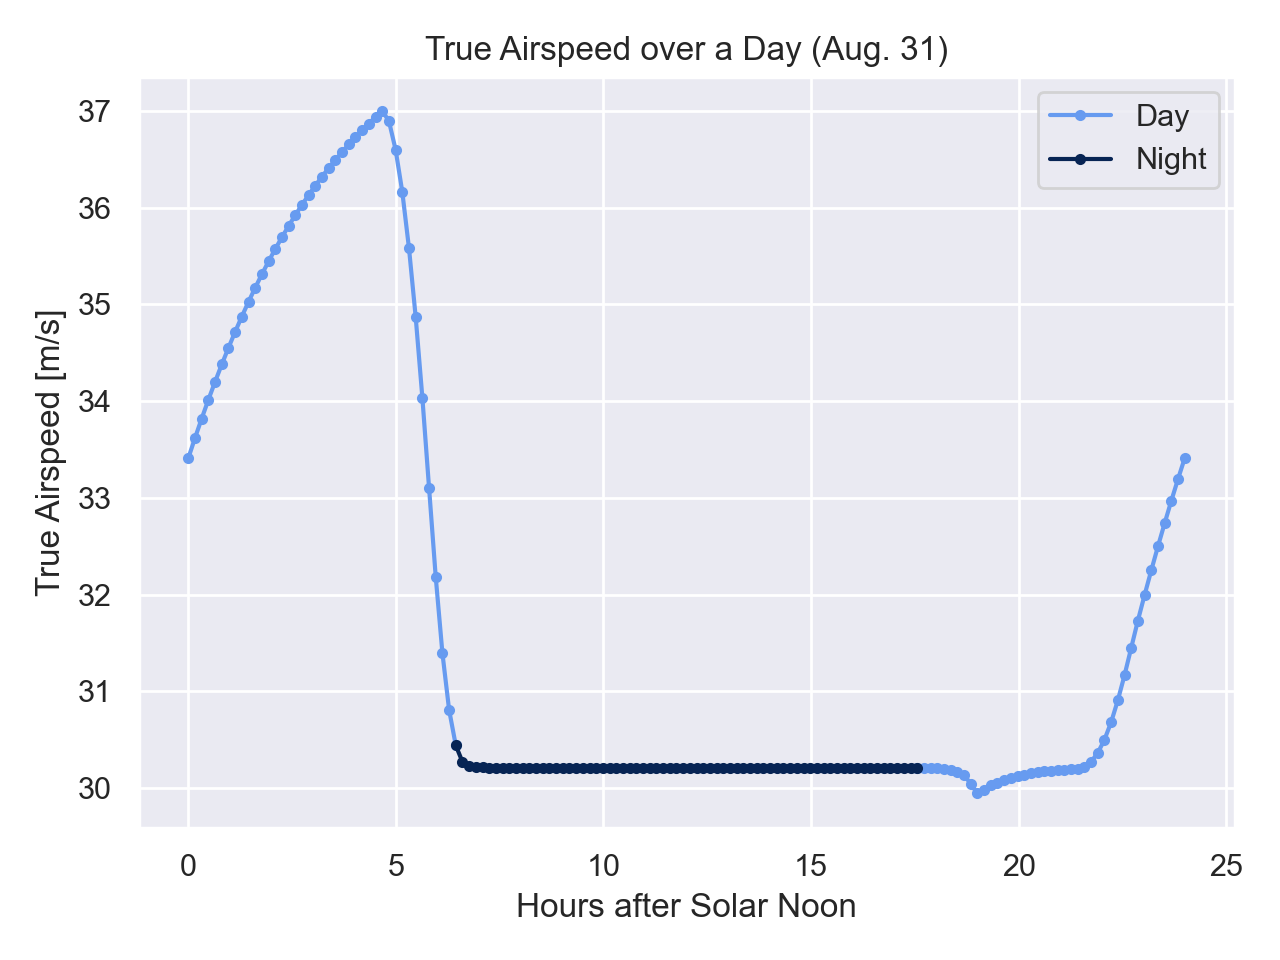 True Airspeed over a Day (Aug. 31)
Day
Night
True Airspeed [m/s]
37
36
35
34
33
32
31
30
0 5 10 15 20 25
Hours after Solar Noon